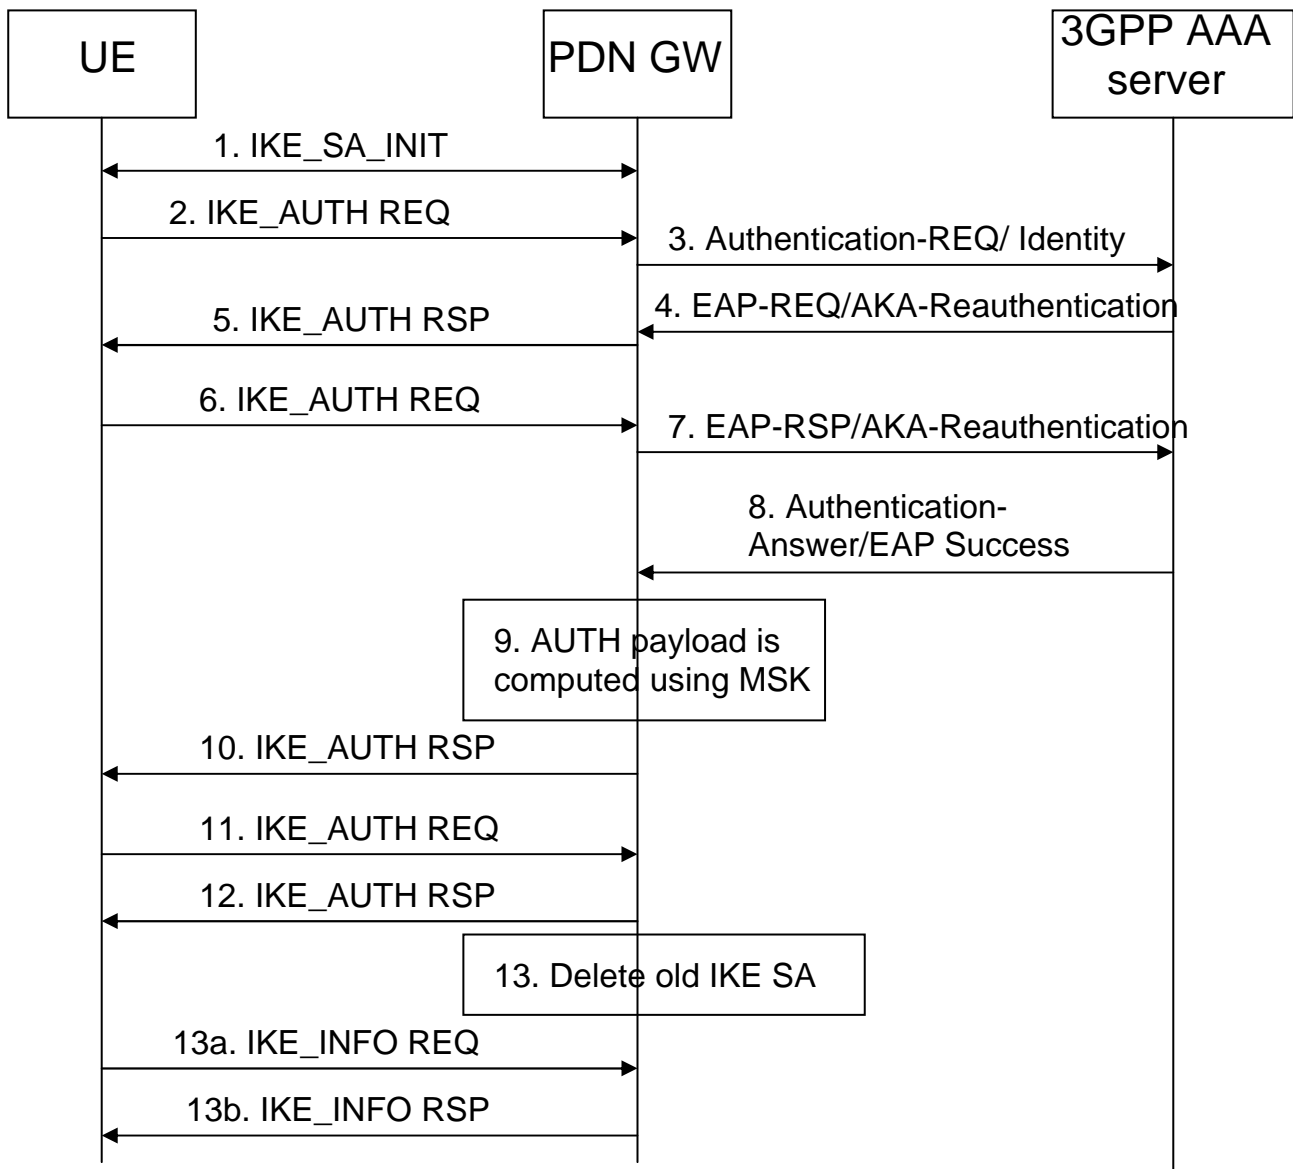 UE
PDN GW
3GPP AAA
server
1. IKE_SA_INIT
2. IKE_AUTH REQ
3. Authentication-REQ/ Identity
4. EAP-REQ/AKA-Reauthentication
5. IKE_AUTH RSP
6. IKE_AUTH REQ
7. EAP-RSP/AKA-Reauthentication
8. Authentication-
Answer/EAP Success
9. AUTH payload is
computed using MSK
10. IKE_AUTH RSP
11. IKE_AUTH REQ
12. IKE_AUTH RSP
13. Delete old IKE SA
13a. IKE_INFO REQ
13b. IKE_INFO RSP